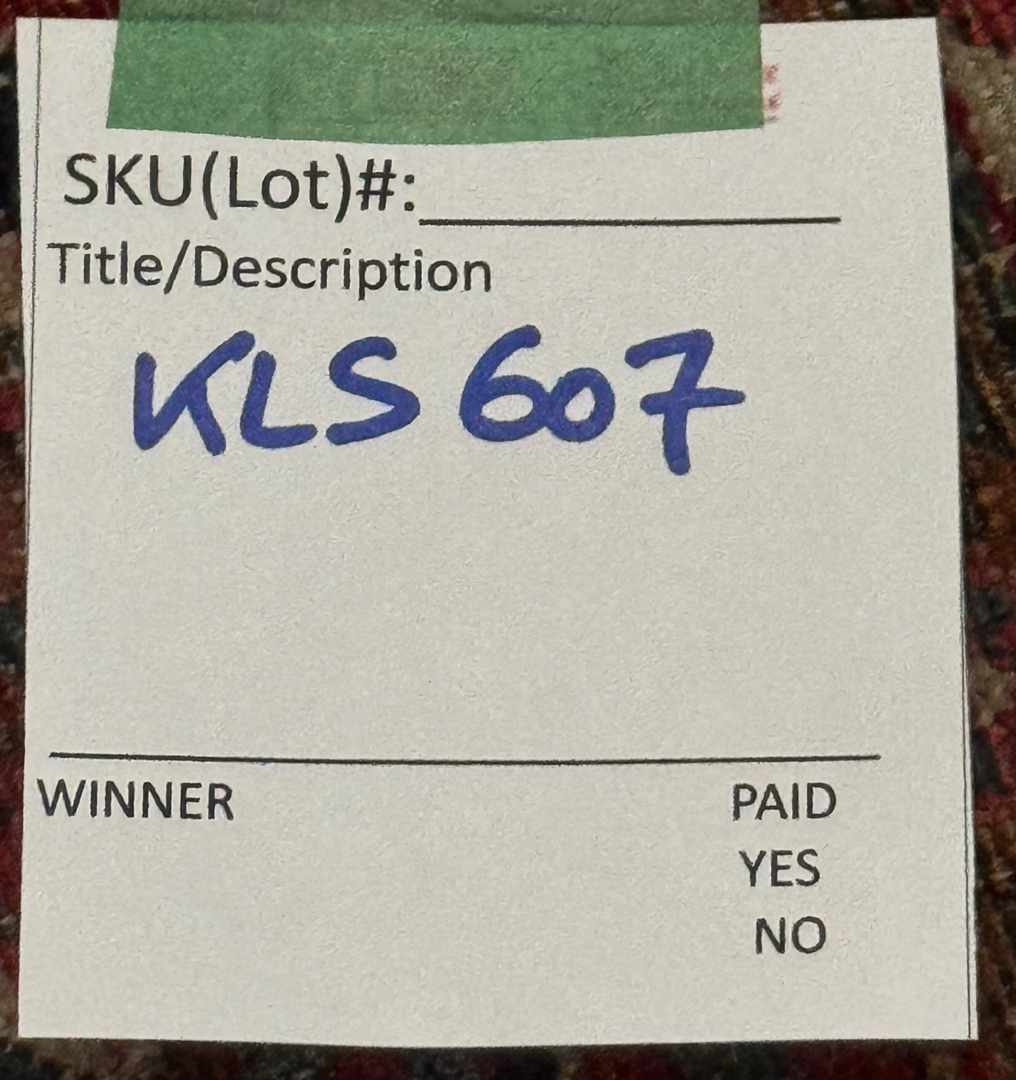 SKU(Lot)#:
Title/Description
KLS 607
WINNER PAID
YES
NO